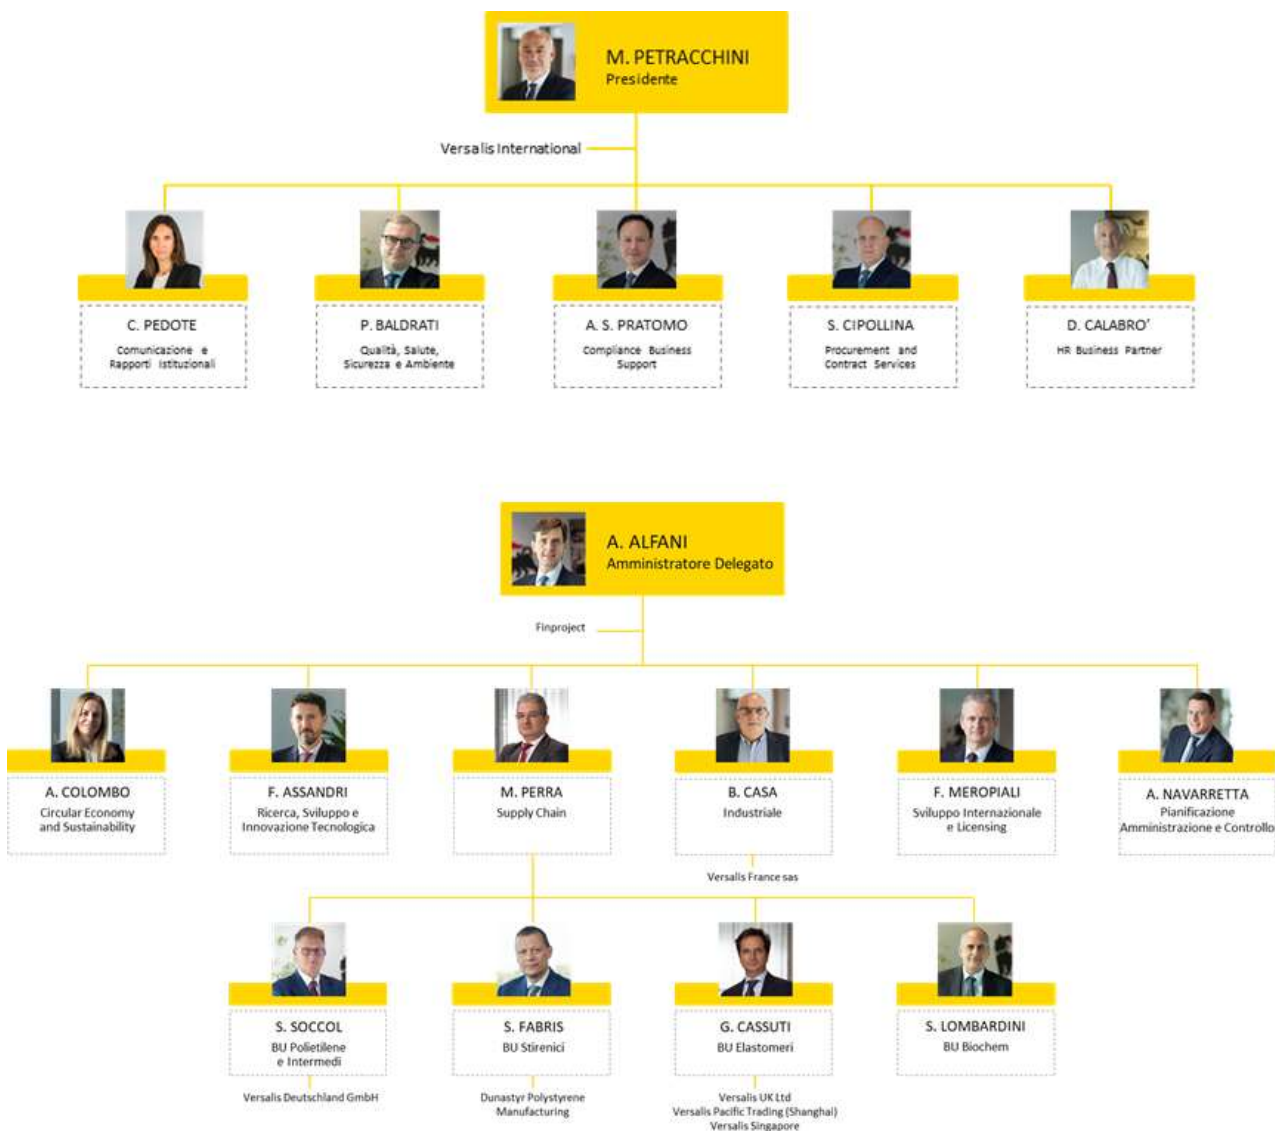 M. PETRACCHINI
Presidente
Versalis International
C. PEDOTE
Comunicazione e
Rapporti Istituzionali
P. BALDRATI
Qualità, Salute,
Sicurezza e Ambiente
A. S. PRATOMO
Compliance Business
Support
S. CIPOLLINA
Procurement and
Contract Services
D. CALABRO'
HR Business Partner
A. ALFANI
Amministratore Delegato
Finproject
A. COLOMBO
Circular Economy
and Sustainability
F. ASSANDRI
Ricerca, Sviluppo e
Innovazione Tecnologica
M. PERRA
Supply Chain
B. CASA
Industriale
F. MEROPIALI
Sviluppo Internazionale
e Licensing
A. NAVARRETTA
Pianificazione
Amministrazione e Controllo
Versalis France sas
S. SOCCOL
BU Polietilene
e Intermedi
S. FABRIS
BU Stirenici
G. CASSUTI
BU Elastomeri
S. LOMBARDINI
BU Biochem
Versalis Deutschland GmbH
Dunastyr Polystyrene
Manufacturing
Versalis UK Ltd
Versalis Pacific Trading (Shanghai)
Versalis Singapore